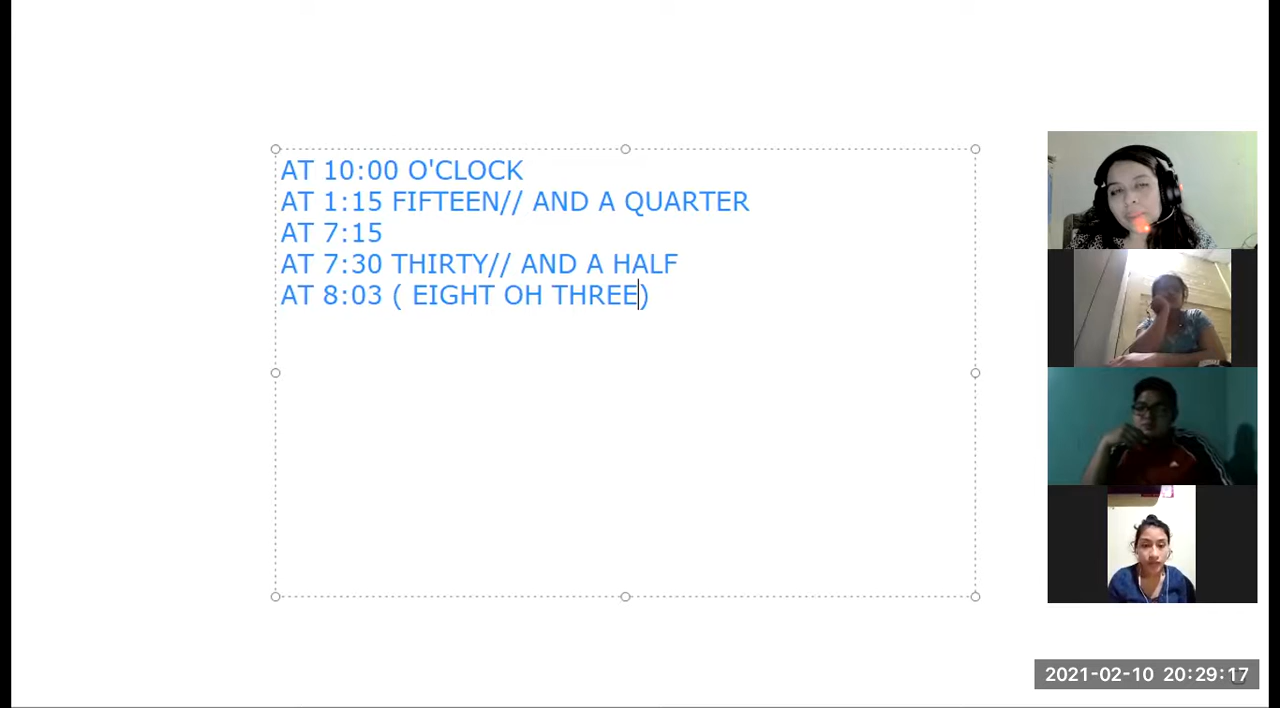 AT 10:00 O'CLOCK
AT 1:15 FIFTEEN// AND A QUARTER
AT 7:15
AT 7:30 THIRTY// AND A HALF
AT 8:03 ( EIGHT OH THREE)
2021-02-10 20:29:17